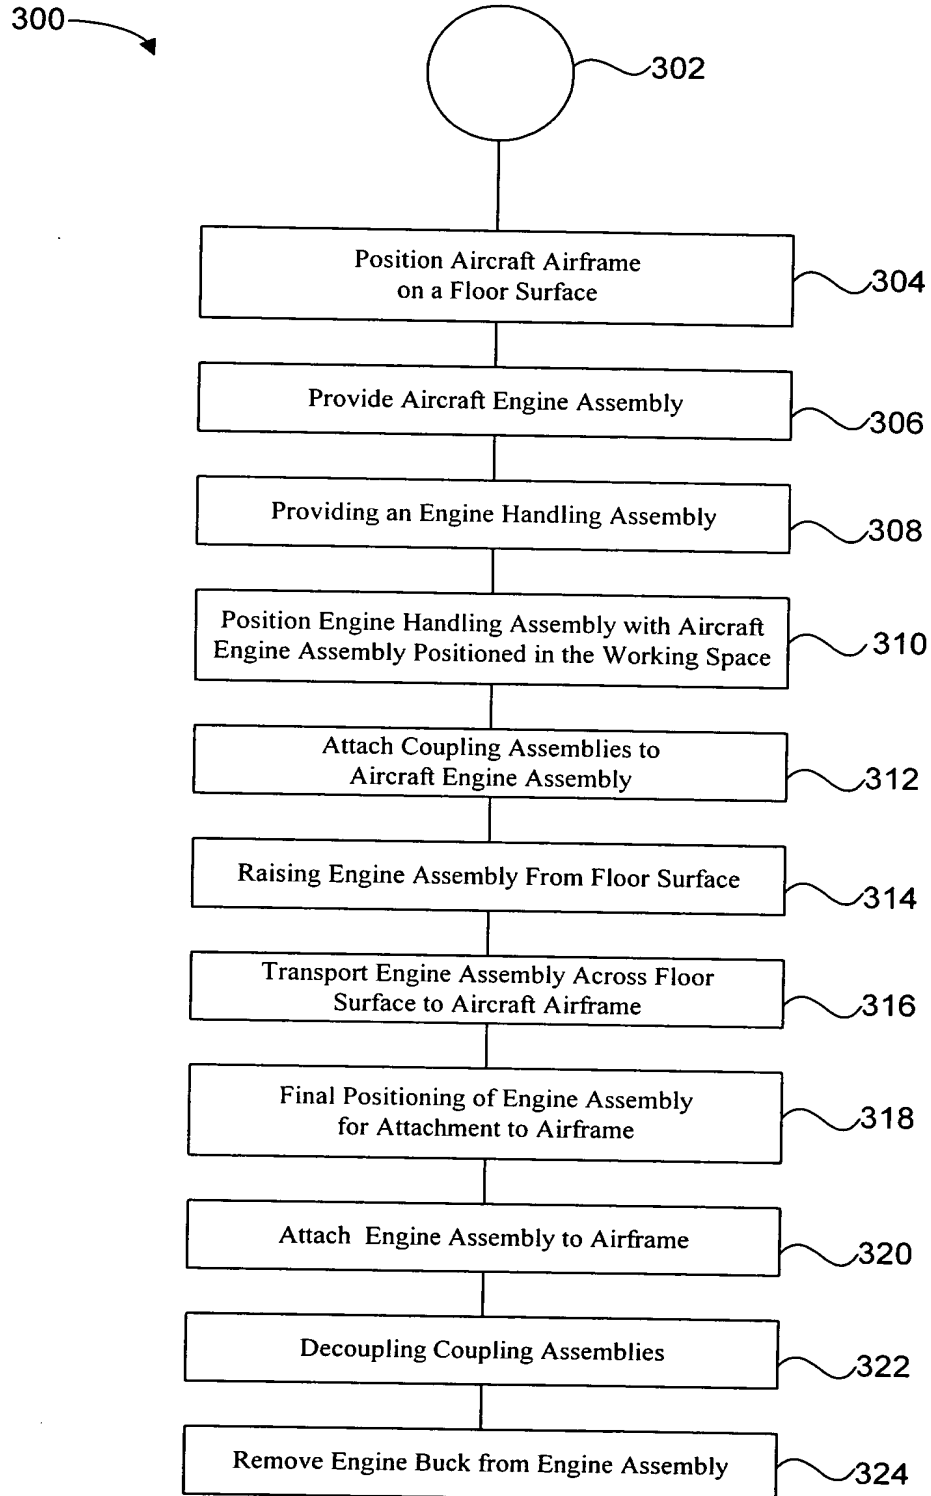 300
302
Position Aircraft Airframe
on a Floor Surface
304
Provide Aircraft Engine Assembly
306
Providing an Engine Handling Assembly
308
Position Engine Handling Assembly with Aircraft
Engine Assembly Positioned in the Working Space
310
Attach Coupling Assemblies to
Aircraft Engine Assembly
312
Raising Engine Assembly From Floor Surface
314
Transport Engine Assembly Across Floor
Surface to Aircraft Airframe
316
Final Positioning of Engine Assembly
for Attachment to Airframe
318
Attach Engine Assembly to Airframe
320
Decoupling Coupling Assemblies
322
Remove Engine Buck from Engine Assembly
324